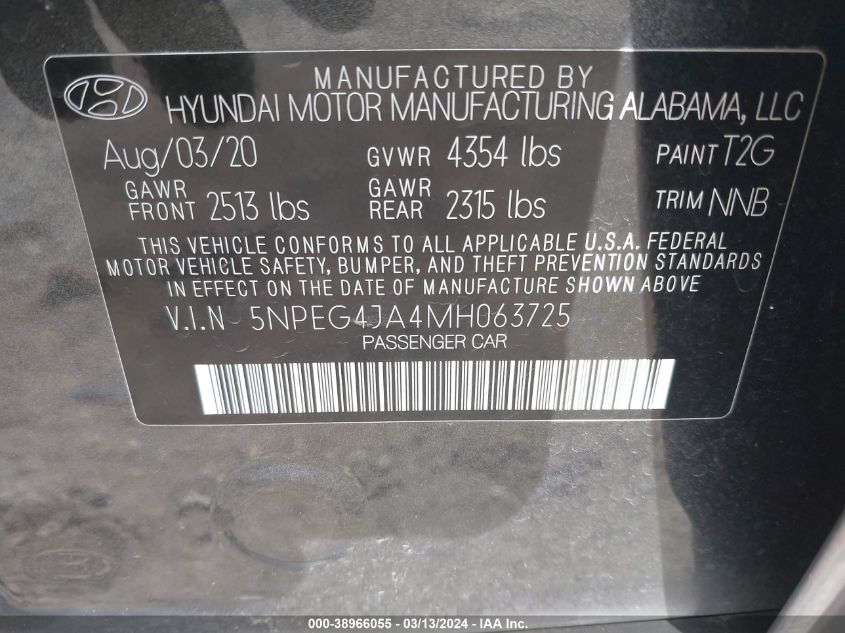 MANUFACTURED BY
HYUNDAI MOTOR MANUFACTURING ALABAMA, LLC
Aug/03/20 GVWR 4354 lbs PAINT T2G
GAWR FRONT 2513 lbs GAWR REAR 2315 lbs TRIM NNB
THIS VEHICLE CONFORMS TO ALL APPLICABLE U.S.A. FEDERAL
MOTOR VEHICLE SAFETY, BUMPER, AND THEFT PREVENTION STANDARDS
IN EFFECT ON THE DATE OF MANUFACTURE SHOWN ABOVE
V.I.N 5NPEG4JA4MH063725
PASSENGER CAR
000-38966055 — 03/13/2024 - IAA Inc.